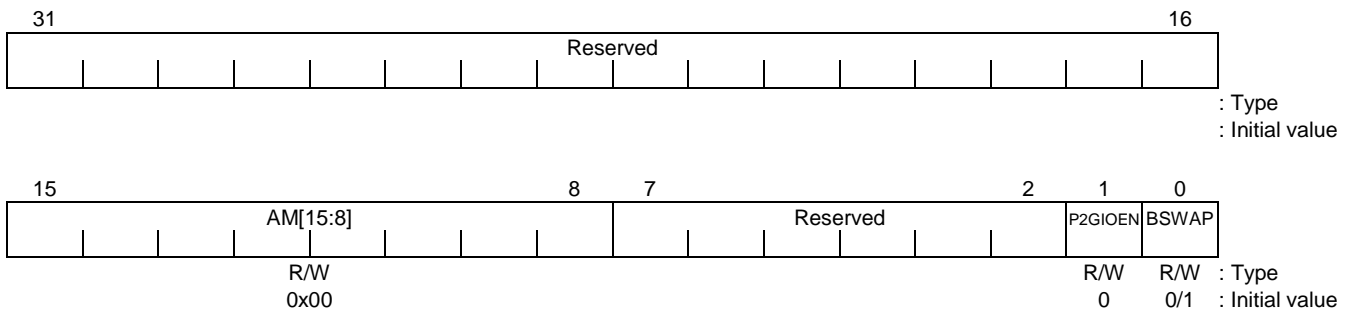 31 16
Reserved
: Type
: Initial value
15 8 7 2 1 0
AM[15:8] Reserved P2GIOEN BSWAP
R/W R/W R/W : Type
0x00 0 0/1 : Initial value